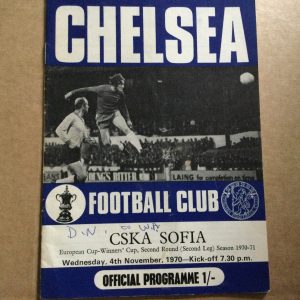 CHELSEA
LAING
FOOTBALL CLUB
CSKA SOFIA
European Cup-Winners' Cup, Second Round (Second Leg) Season 1970-71
Wednesday, 4th November, 1970—Kick-off 7.30 p.m.
OFFICIAL PROGRAMME 1/-